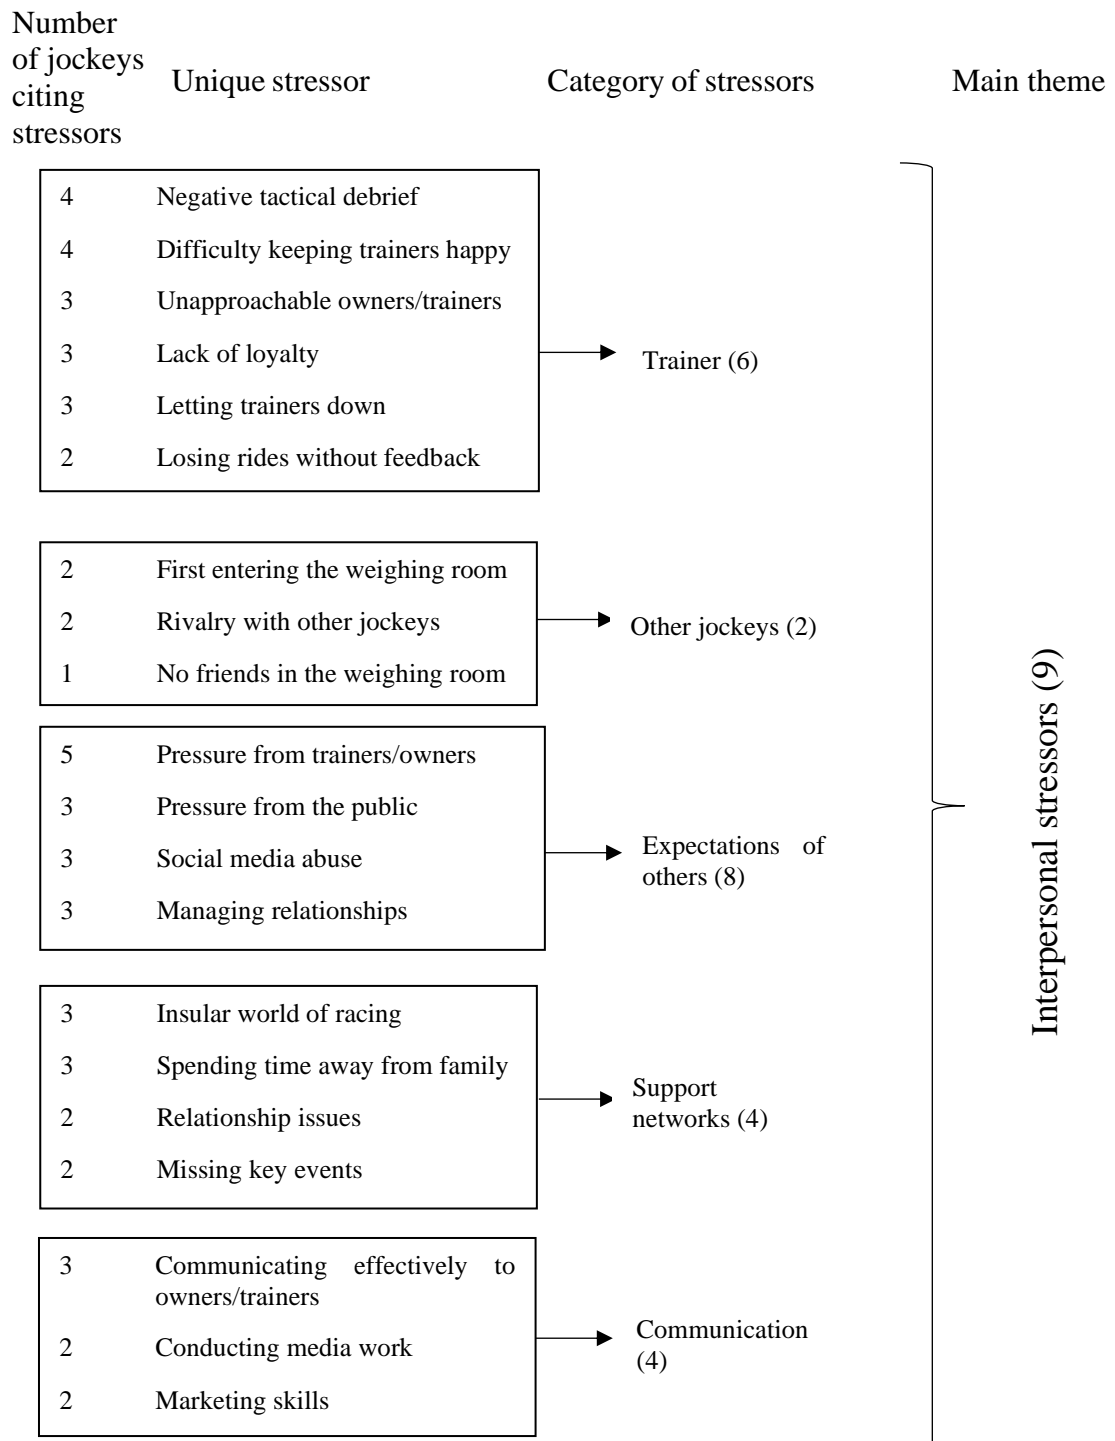 Number
of jockeys
citing
stressors
Unique stressor
Category of stressors
Main theme
4 Negative tactical debrief
4 Difficulty keeping trainers happy
3 Unapproachable owners/trainers
3 Lack of loyalty
3 Letting trainers down
2 Losing rides without feedback
Trainer (6)
2 First entering the weighing room
2 Rivalry with other jockeys
1 No friends in the weighing room
Other jockeys (2)
5 Pressure from trainers/owners
3 Pressure from the public
3 Social media abuse
3 Managing relationships
Expectations of
others (8)
3 Insular world of racing
3 Spending time away from family
2 Relationship issues
2 Missing key events
Support
networks (4)
3 Communicating effectively to
owners/trainers
2 Conducting media work
2 Marketing skills
Communication
(4)
Interpersonal stressors (9)